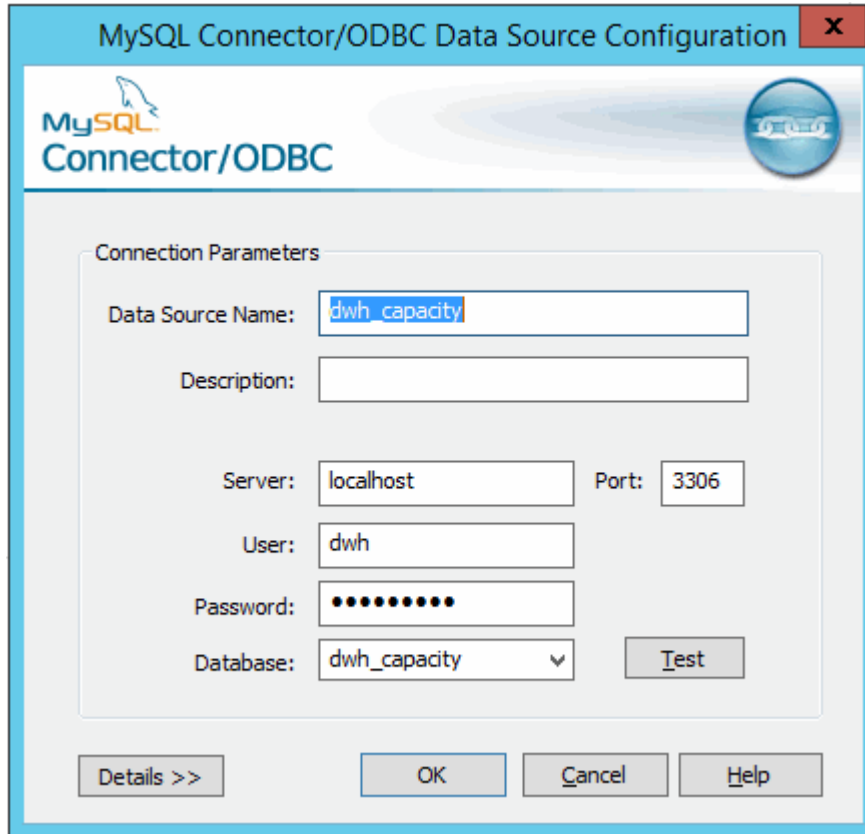 MySQL Connector/ODBC Data Source Configuration x
MySQL
Connector/ODBC
Connection Parameters
Data Source Name: dwh_capacity
Description:
Server: localhost Port: 3306
User: dwh
Password: •••••••••
Database: dwh_capacity Test
Details >> OK Cancel Help